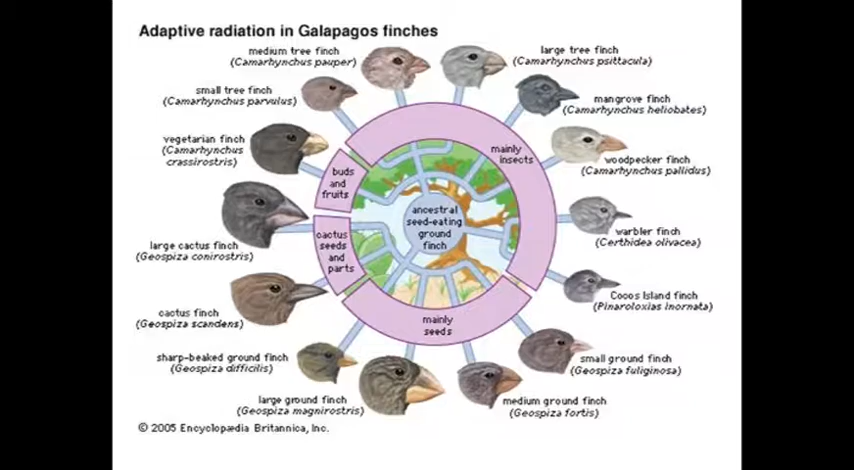 Adaptive radiation in Galapagos finches
medium tree finch
(Camarhynchus pauper)
large tree finch
(Camarhynchus psittacula)
small tree finch
(Camarhynchus parvulus)
mangrove finch
(Camarhynchus heliobates)
vegetarian finch
(Camarhynchus
crassirostris)
woodpecker finch
(Camarhynchus pallidus)
mainly
insects
buds
and
fruits
ancestral
seed-eating
ground
finch
warbler finch
(Certhidea olivacea)
cactus
seeds
and
parts
large cactus finch
(Geospiza conirostris)
Cocos Island finch
(Pinaroloxias inornata)
cactus finch
(Geospiza scandens)
mainly
seeds
sharp-beaked ground finch
(Geospiza difficilis)
small ground finch
(Geospiza fuliginosa)
large ground finch
(Geospiza magnirostris)
medium ground finch
(Geospiza fortis)
© 2005 Encyclopædia Britannica, Inc.